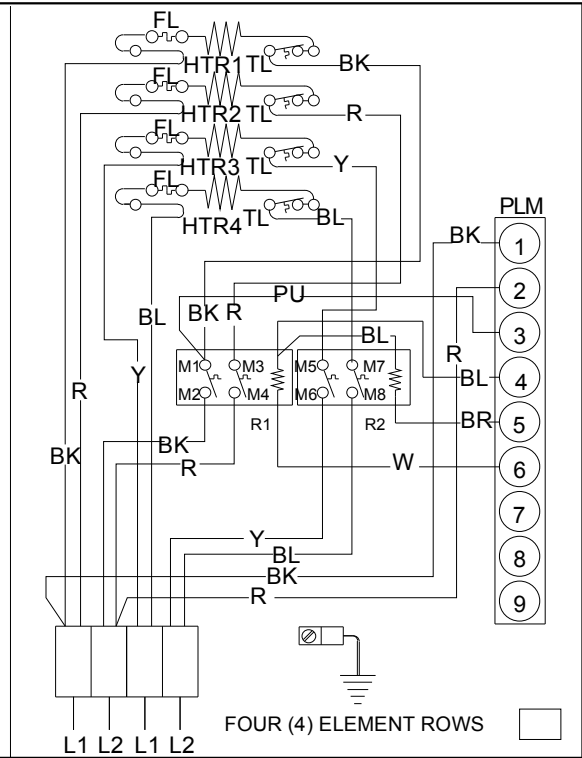 FL
HTR1 TL
BK
FL
HTR2 TL
R
FL
HTR3 TL
Y
FL
HTR4 TL
BL
PLM
BK
1
2
PU
3
BK R
BL
BL
R
4
Y
M1 M3
M5 M7
BL
R
M2 M4
M6 M8
BR
5
R1
R2
BK
BK
R
W
6
7
Y
BL
8
BK
R
9
FOUR (4) ELEMENT ROWS
L1 L2 L1 L2